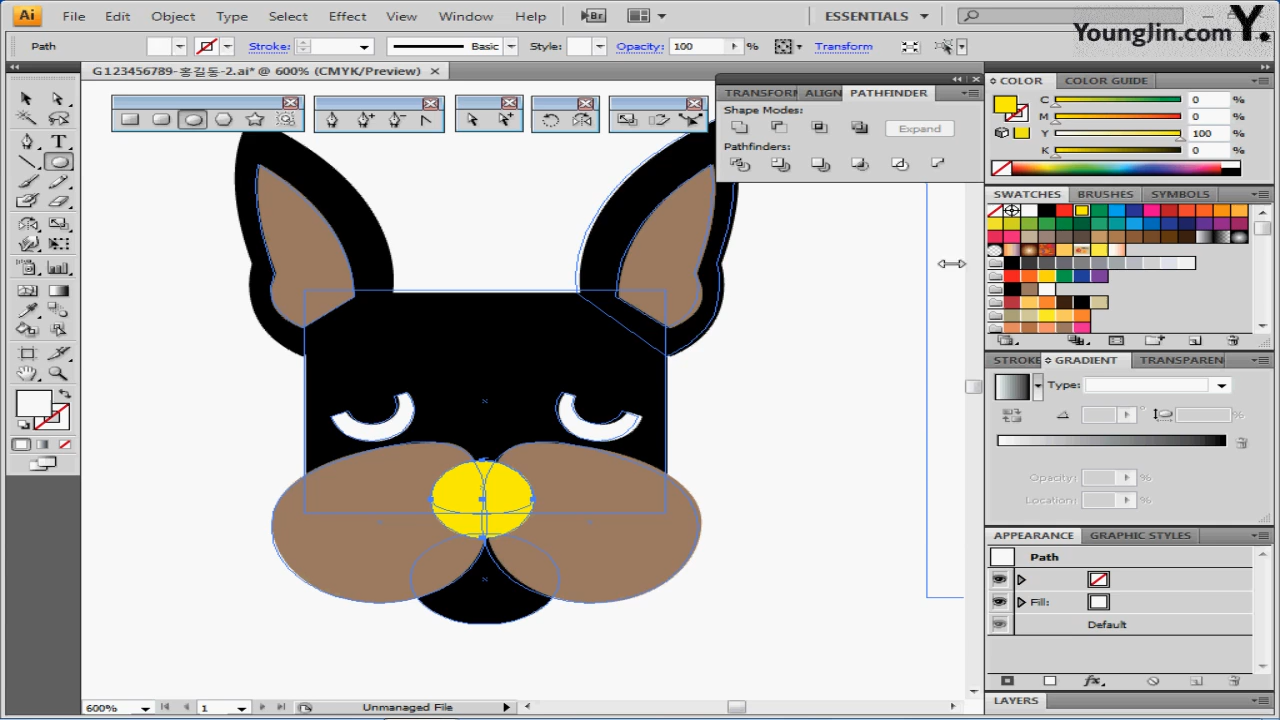 Ai File Edit Object Type Select Effect View Window Help Br ESSENTIALS
YoungJin.com Y.
Path Stroke: Basic Style: Opacity: 100 % Transform
G123456789-홍길동-2.ai* @ 600% (CMYK/Preview)
TRANSFORM ALIGN PATHFINDER
Shape Modes:
Expand
Pathfinders:
COLOR COLOR GUIDE
C 0 %
M 0 %
Y 100 %
K 0 %
SWATCHES BRUSHES SYMBOLS
STROKE GRADIENT TRANSPAREN
Type:
%
Opacity: %
Location: %
APPEARANCE GRAPHIC STYLES
Path
Fill:
Default
fx
LAYERS
600% 1 Unmanaged File